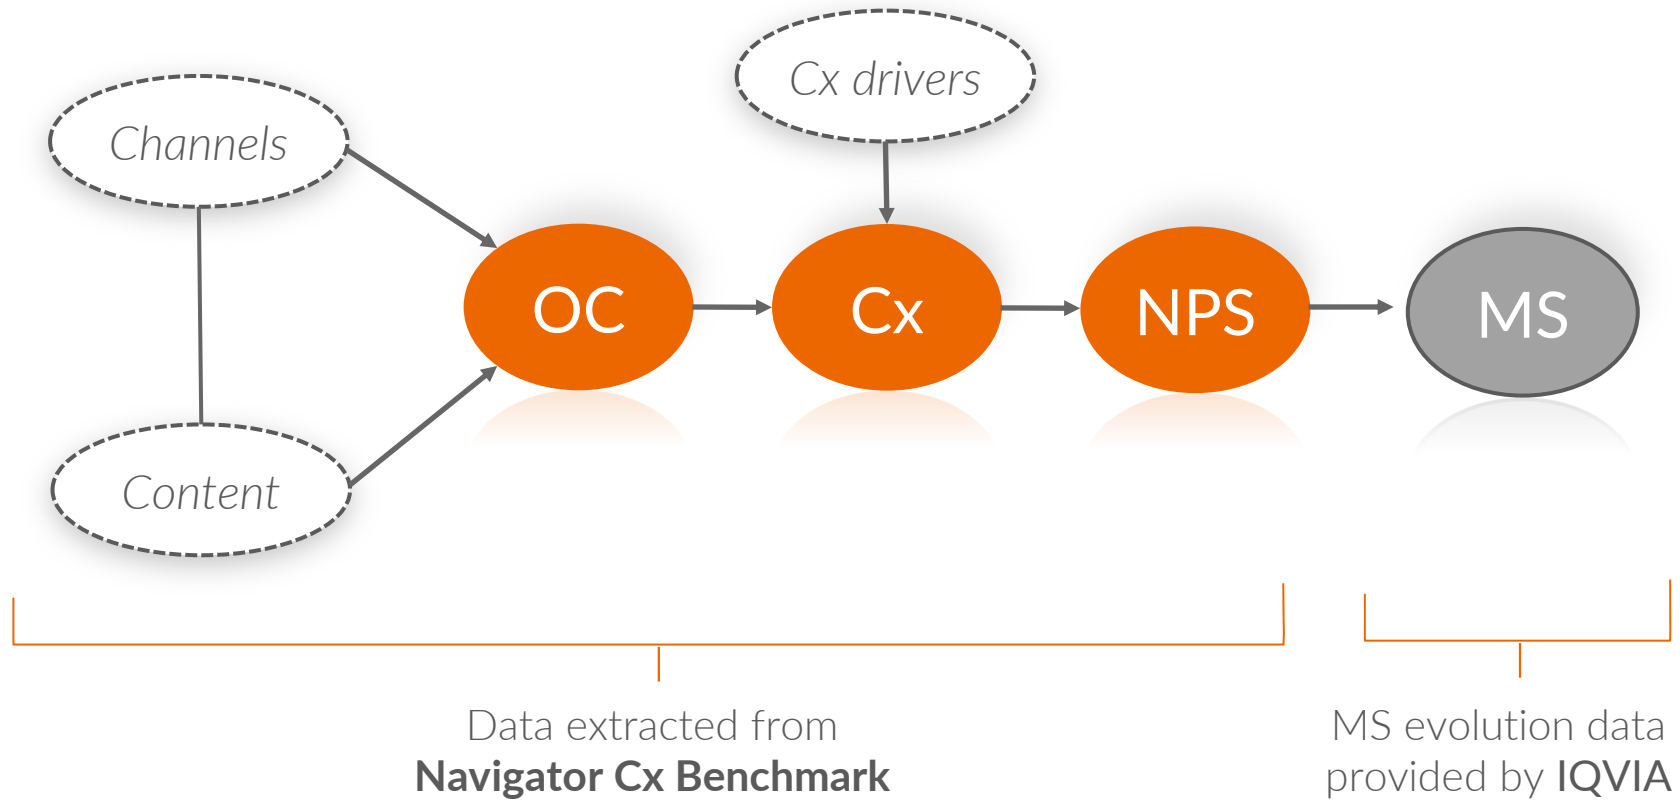 Cx drivers
Channels
OC
Cx
NPS
MS
Content
Data extracted from
Navigator Cx Benchmark
MS evolution data
provided by IQVIA